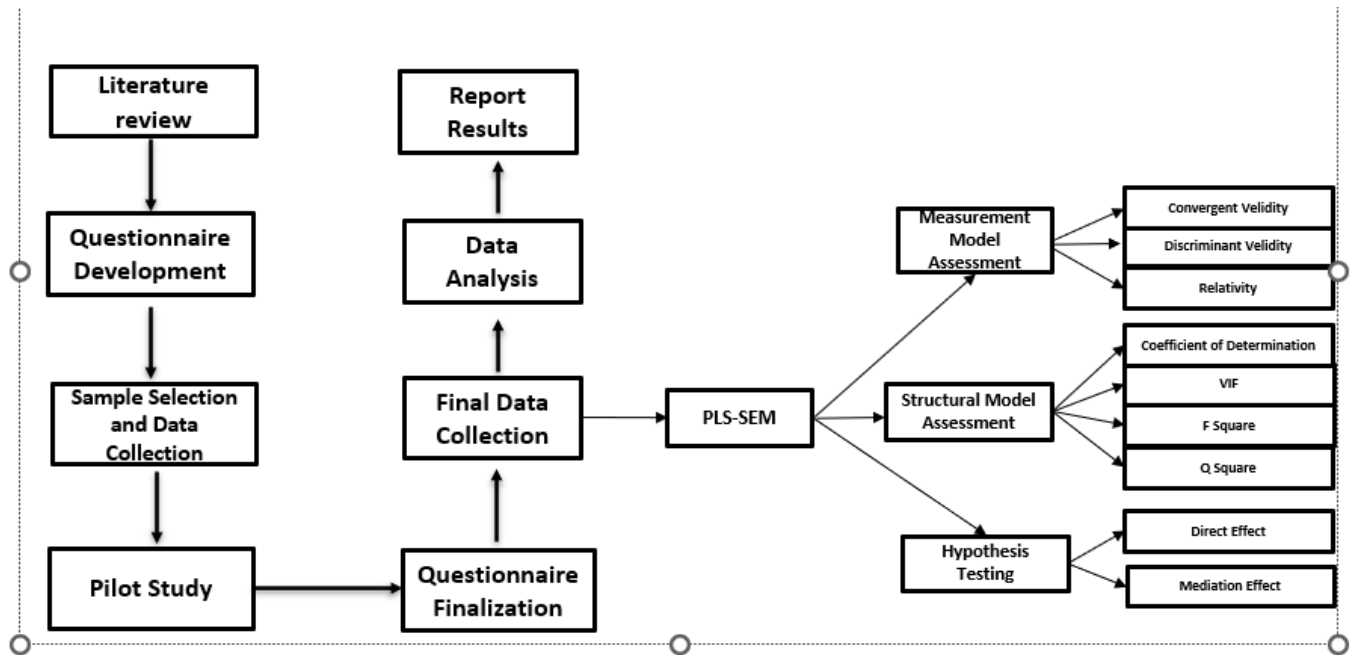 Literature
review
Questionnaire
Development
Sample Selection
and Data
Collection
Pilot Study
Report
Results
Data
Analysis
Final Data
Collection
Questionnaire
Finalization
PLS-SEM
Measurement
Model
Assessment
Structural Model
Assessment
Hypothesis
Testing
Convergent Velidity
Discriminant Velidity
Relativity
Coefficient of Determination
VIF
F Square
Q Square
Direct Effect
Mediation Effect